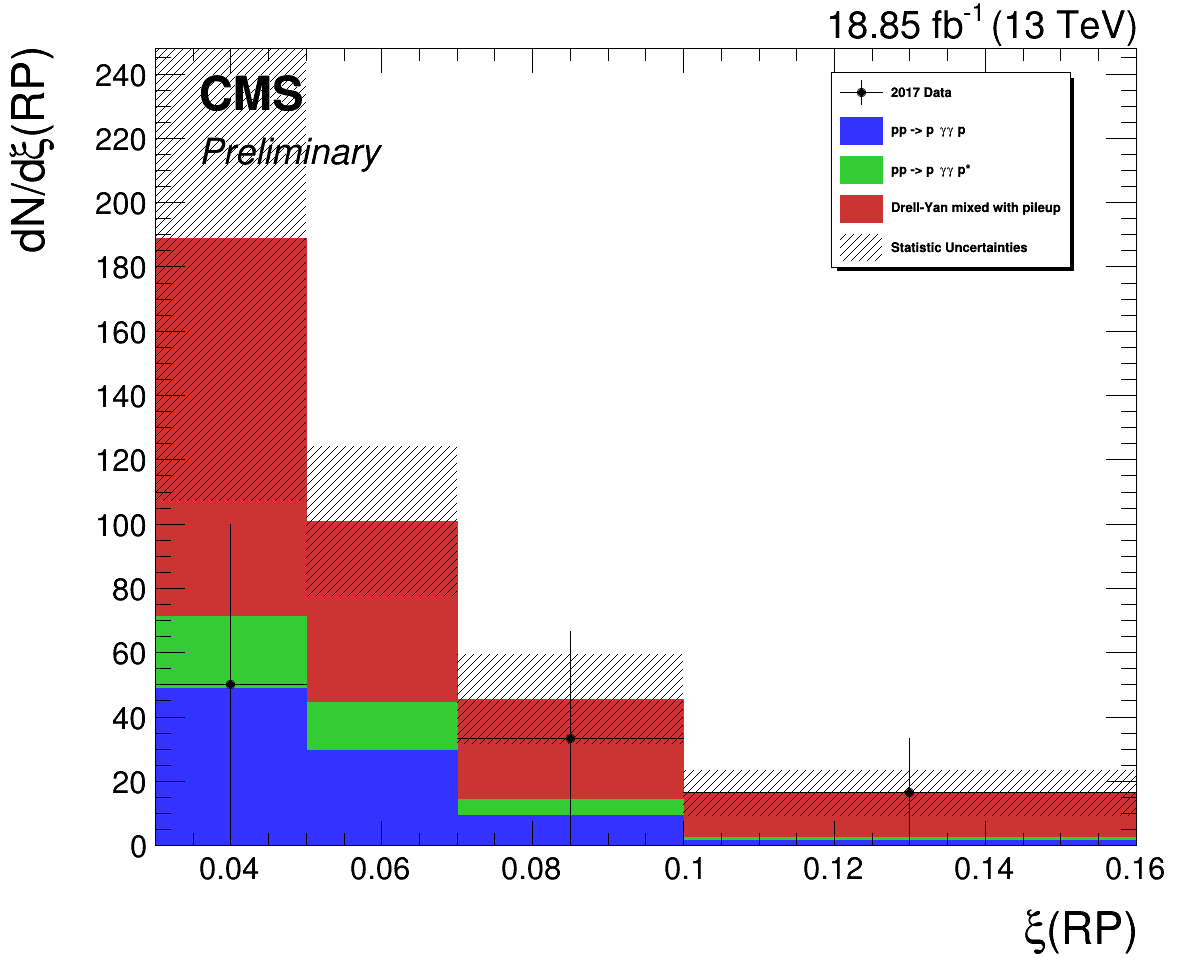 18.85 fb⁻¹ (13 TeV)
dN/dξ(RP)
CMS
Preliminary
2017 Data
pp -> p γγ p
pp -> p γγ p*
Drell-Yan mixed with pileup
Statistic Uncertainties
240
220
200
180
160
140
120
100
80
60
40
20
0
0.04 0.06 0.08 0.1 0.12 0.14 0.16
ξ(RP)